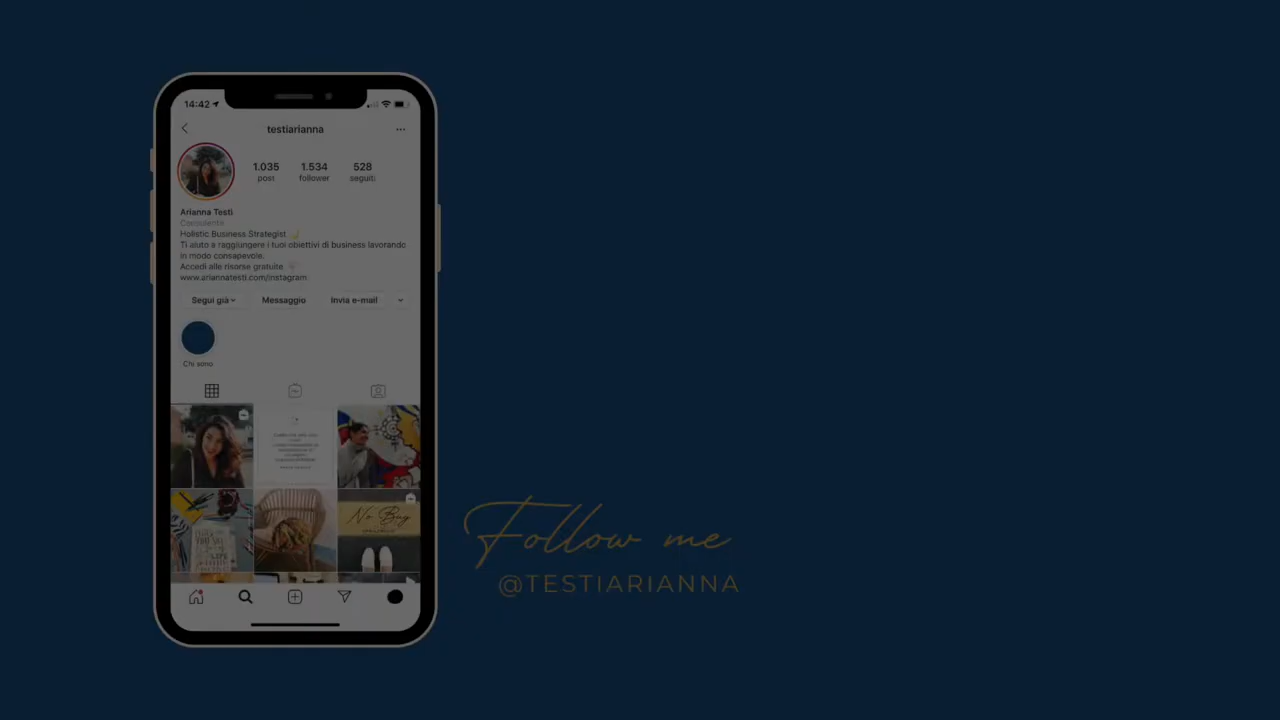 14:42
testiarianna
1.035 1.534 528
post follower seguiti
Arianna Testi
Consulente
Holistic Business Strategist
Ti aiuto a raggiungere i tuoi obiettivi di business lavorando
in modo consapevole.
Accedi alle risorse gratuite
www.ariannatesti.com/instagram
Segui già Messaggio Invia e-mail
Chi sono
No Buy
Follow me
@TESTIARIANNA